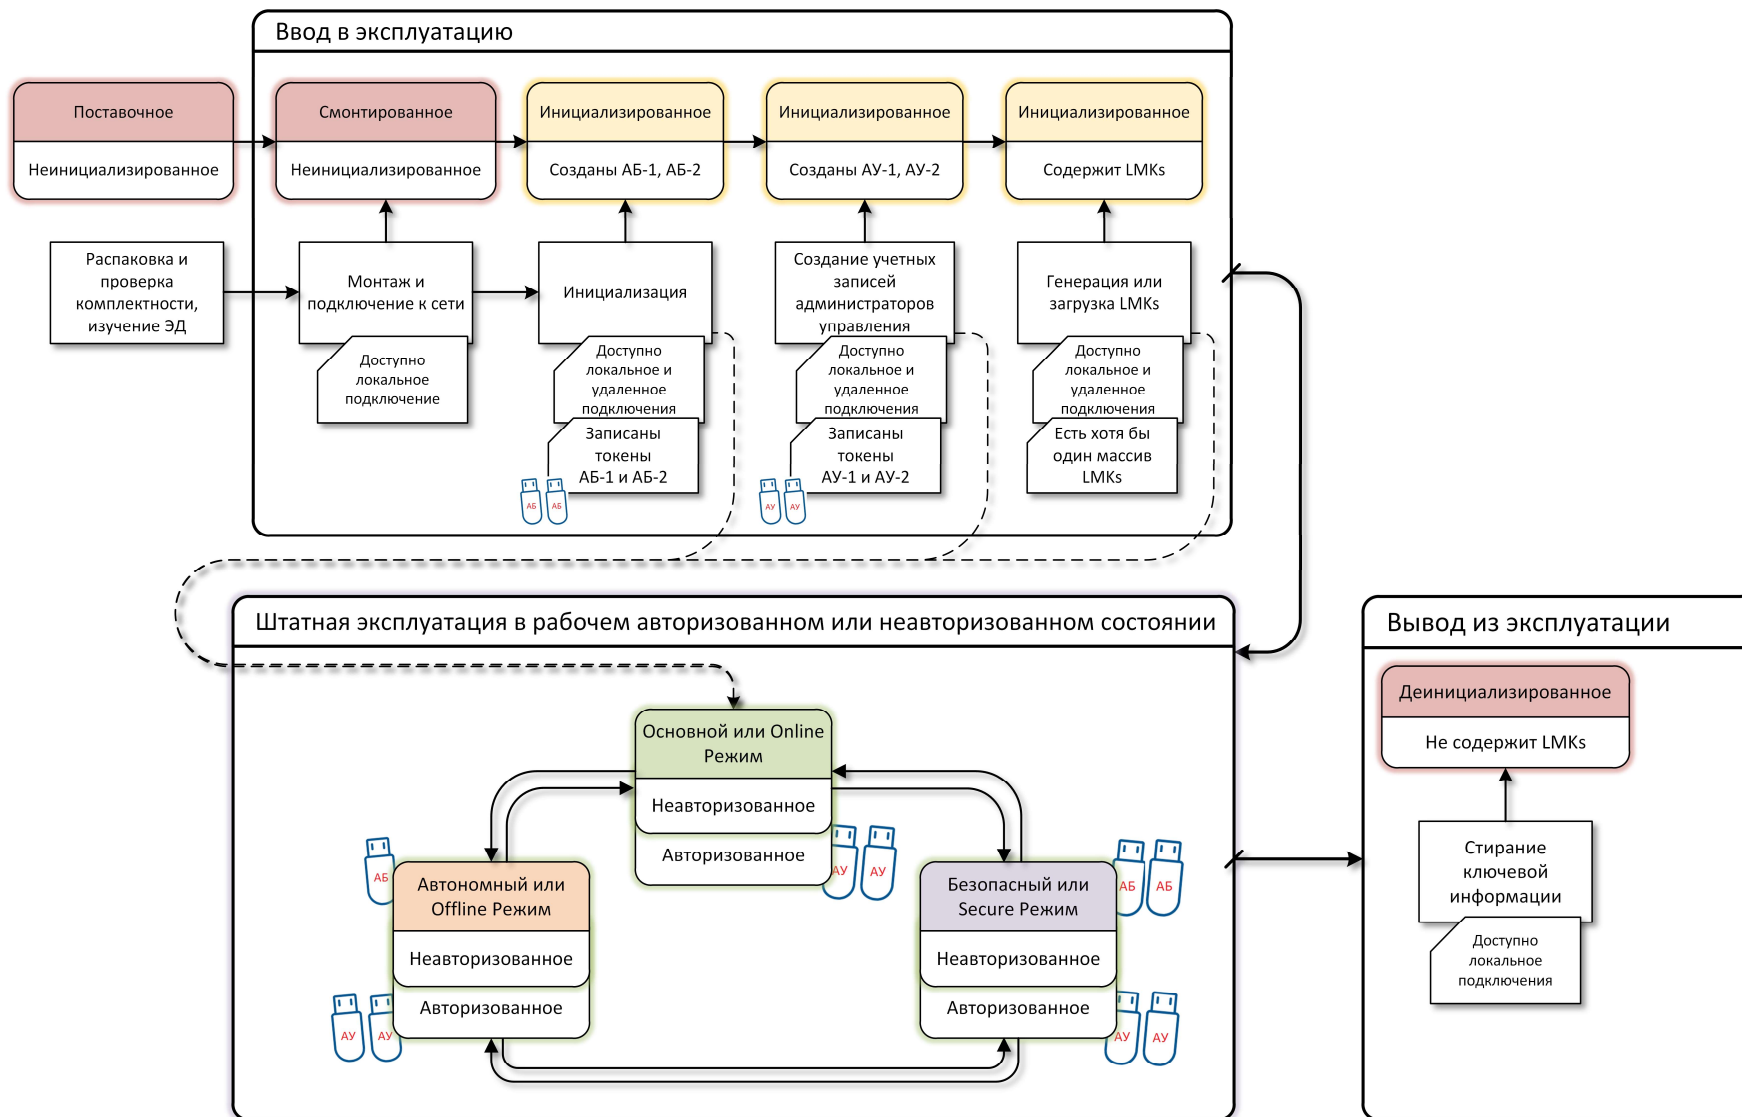 Ввод в эксплуатацию
Поставочное
Неинициализированное
Смонтированное
Неинициализированное
Инициализированное
Созданы АБ-1, АБ-2
Инициализированное
Созданы АУ-1, АУ-2
Инициализированное
Содержит LMKs
Распаковка и
проверка
комплектности,
изучение ЭД
Монтаж и
подключение к сети
Доступно
локальное
подключение
Инициализация
Доступно
локальное и
удаленное
подключения
Записаны
токены
АБ-1 и АБ-2
АБ
АБ
Создание учетных
записей
администраторов
управления
Доступно
локальное и
удаленное
подключения
Записаны
токены
АУ-1 и АУ-2
АУ
АУ
Генерация или
загрузка LMKs
Доступно
локальное и
удаленное
подключения
Есть хотя бы
один массив
LMKs
Штатная эксплуатация в рабочем авторизованном или неавторизованном состоянии
Основной или Online
Режим
Неавторизованное
Авторизованное
АУ
АУ
АБ
Автономный или
Offline Режим
Неавторизованное
Авторизованное
АУ
АУ
Безопасный или
Secure Режим
АБ
АБ
Неавторизованное
Авторизованное
АУ
АУ
Вывод из эксплуатации
Деинициализированное
Не содержит LMKs
Стирание
ключевой
информации
Доступно
локальное
подключения